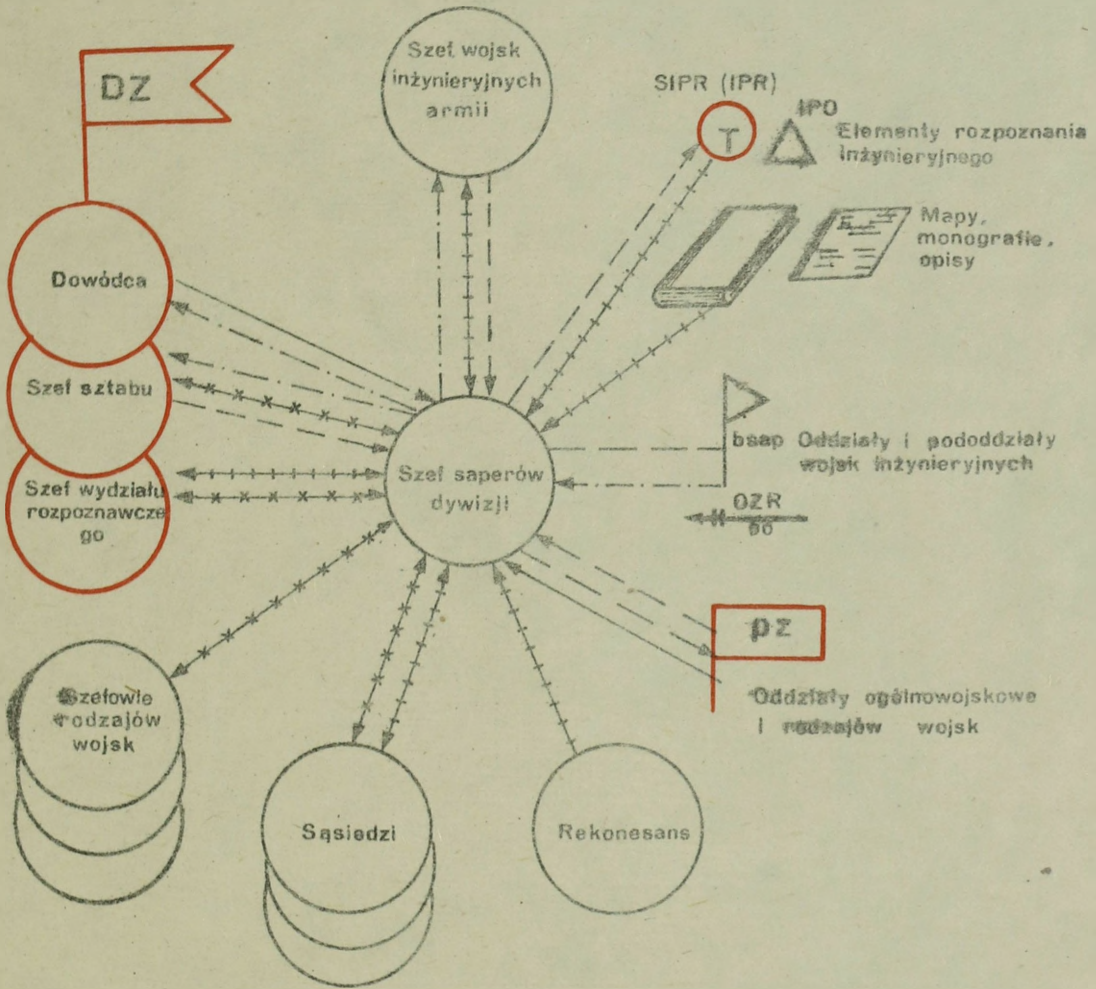 DZ
Szef wojsk
inżynieryjnych
armii
SIPR (IPR)
IPO
T
Elementy rozpoznania
inżynieryjnego
Mapy,
monografie,
opisy
Dowódca
Szef sztabu
Szef wydziału
rozpoznawcze
go
Szef saperów
dywizji
bsap Oddziały i pododdziały
wojsk inżynieryjnych
OZR
pz
Oddziały ogólnowojskowe
i rodzajów wojsk
Szefowie
rodzajów
wojsk
Sąsiedzi
Rekonesans